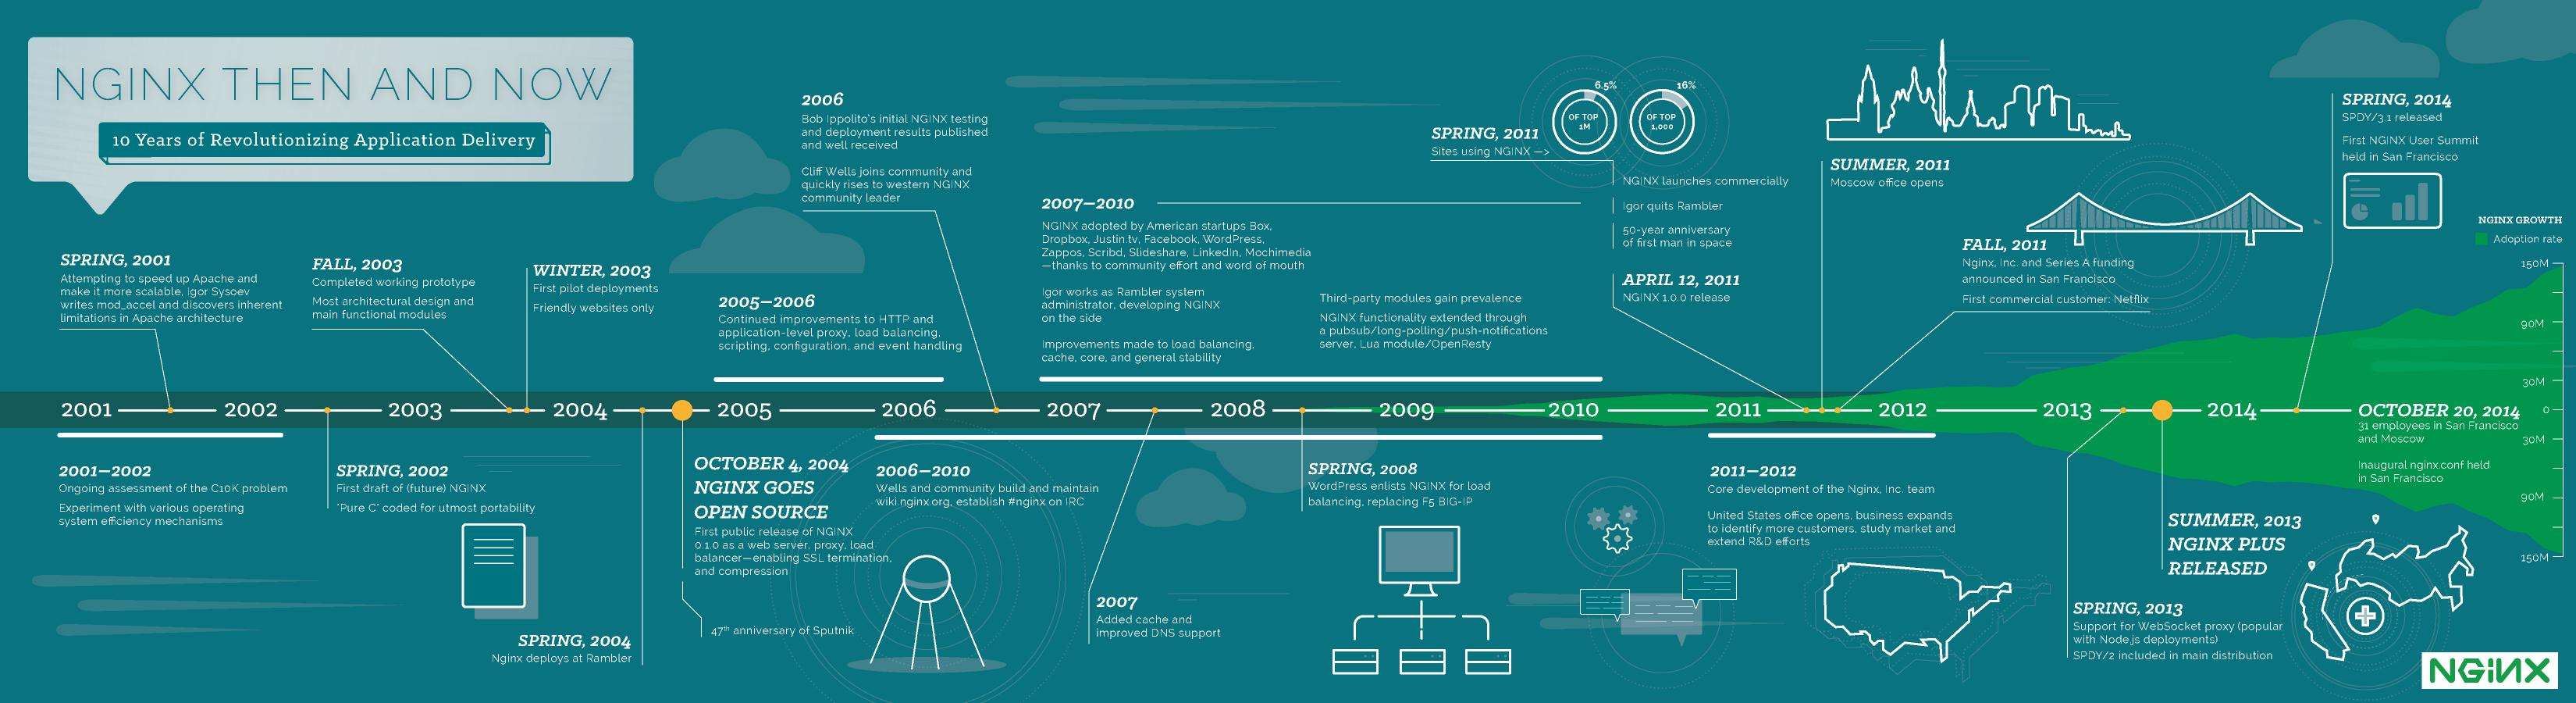 NGINX THEN AND NOW
10 Years of Revolutionizing Application Delivery
SPRING, 2001
Attempting to speed up Apache and
make it more scalable, Igor Sysoev
writes mod_accel and discovers inherent
limitations in Apache architecture
FALL, 2003
Completed working prototype
Most architectural design and
main functional modules
WINTER, 2003
First pilot deployments
Friendly websites only
2005—2006
Continued improvements to HTTP and
application-level proxy, load balancing,
scripting, configuration, and event handling
2006
Bob Ippolito's initial NGINX testing
and deployment results published
and well received
Cliff Wells joins community and
quickly rises to western NGINX
community leader
2007—2010
NGINX adopted by American startups Box,
Dropbox, Justin.tv, Facebook, WordPress,
Zappos, Scribd, Slideshare, LinkedIn, Mochimedia
—thanks to community effort and word of mouth
Igor works as Rambler system
administrator, developing NGINX
on the side
Improvements made to load balancing,
cache, core, and general stability
Third-party modules gain prevalence
NGINX functionality extended through
a pubsub/long-polling/push-notifications
server, Lua module/OpenResty
SPRING, 2011
Sites using NGINX —>
6.5%
OF TOP
1M
16%
OF TOP
1,000
NGINX launches commercially
Igor quits Rambler
50-year anniversary
of first man in space
APRIL 12, 2011
NGINX 1.0.0 release
SUMMER, 2011
Moscow office opens
FALL, 2011
Nginx, Inc. and Series A funding
announced in San Francisco
First commercial customer: Netflix
SPRING, 2014
SPDY/3.1 released
First NGINX User Summit
held in San Francisco
NGINX GROWTH
Adoption rate
150M
90M
30M
0
30M
90M
150M
2001
2002
2003
2004
2005
2006
2007
2008
2009
2010
2011
2012
2013
2014
OCTOBER 20, 2014
31 employees in San Francisco
and Moscow
Inaugural nginx.conf held
in San Francisco
2001—2002
Ongoing assessment of the C10K problem
Experiment with various operating
system efficiency mechanisms
SPRING, 2002
First draft of (future) NGINX
"Pure C" coded for utmost portability
SPRING, 2004
Nginx deploys at Rambler
OCTOBER 4, 2004
NGINX GOES
OPEN SOURCE
First public release of NGINX
0.1.0 as a web server, proxy, load
balancer—enabling SSL termination,
and compression
47th anniversary of Sputnik
2006—2010
Wells and community build and maintain
wiki.nginx.org, establish #nginx on IRC
2007
Added cache and
improved DNS support
SPRING, 2008
WordPress enlists NGINX for load
balancing, replacing F5 BIG-IP
2011—2012
Core development of the Nginx, Inc. team
United States office opens, business expands
to identify more customers, study market and
extend R&D efforts
SUMMER, 2013
NGINX PLUS
RELEASED
SPRING, 2013
Support for WebSocket proxy (popular
with Node.js deployments)
SPDY/2 included in main distribution
NGINX